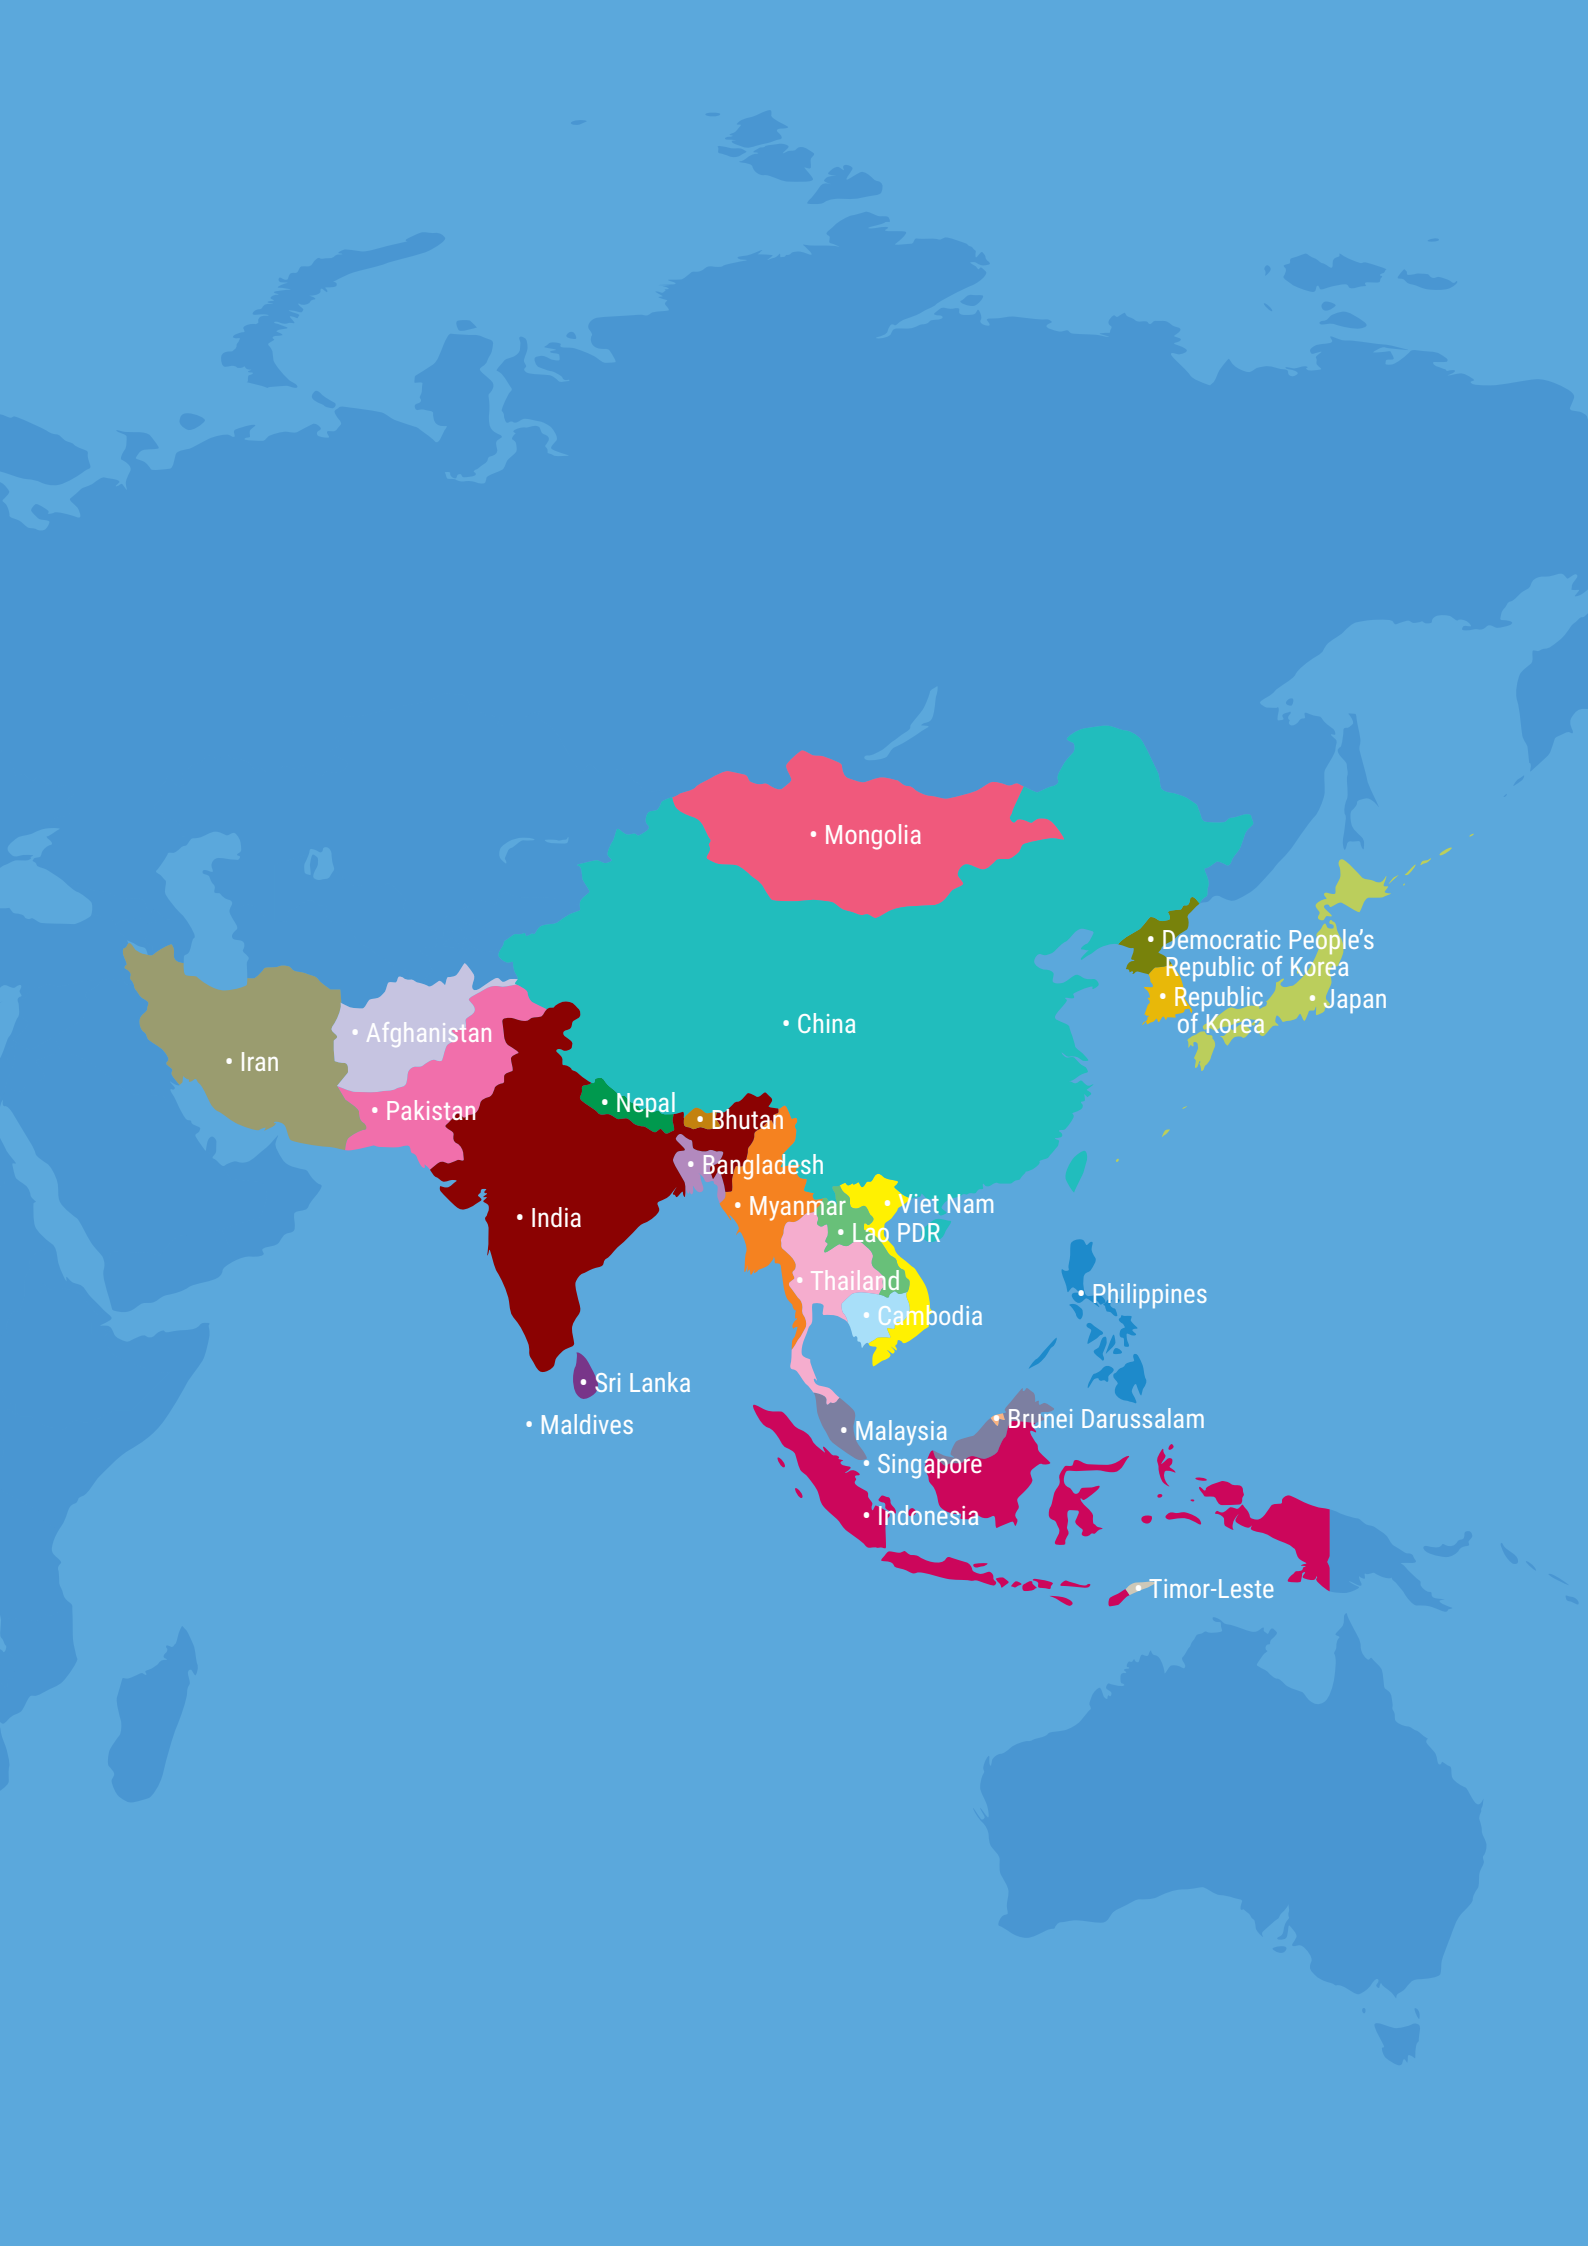 • Mongolia
• Democratic People’s
Republic of Korea
• Republic
of Korea
• Japan
• China
• Afghanistan
• Iran
• Pakistan
• Nepal
• Bhutan
• Bangladesh
• Myanmar
• Viet Nam
• India
• Lao PDR
• Thailand
• Philippines
• Cambodia
• Sri Lanka
• Maldives
• Brunei Darussalam
• Malaysia
• Singapore
• Indonesia
• Timor-Leste